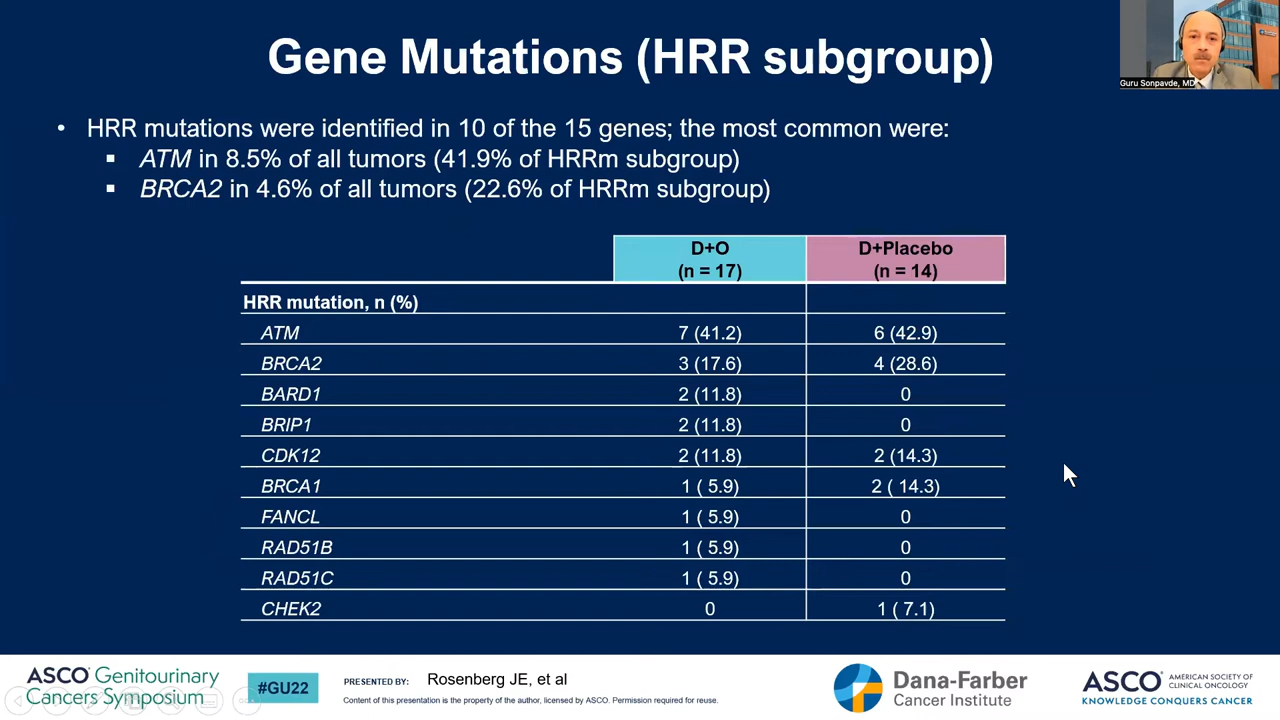 Gene Mutations (HRR subgroup)
Guru Sonpavde, MD
• HRR mutations were identified in 10 of the 15 genes; the most common were:
▪ ATM in 8.5% of all tumors (41.9% of HRRm subgroup)
▪ BRCA2 in 4.6% of all tumors (22.6% of HRRm subgroup)
D+O D+Placebo
(n = 17) (n = 14)
HRR mutation, n (%)
ATM 7 (41.2) 6 (42.9)
BRCA2 3 (17.6) 4 (28.6)
BARD1 2 (11.8) 0
BRIP1 2 (11.8) 0
CDK12 2 (11.8) 2 (14.3)
BRCA1 1 ( 5.9) 2 ( 14.3)
FANCL 1 ( 5.9) 0
RAD51B 1 ( 5.9) 0
RAD51C 1 ( 5.9) 0
CHEK2 0 1 ( 7.1)
ASCO Genitourinary
Cancers Symposium
#GU22
PRESENTED BY: Rosenberg JE, et al
Content of this presentation is the property of the author, licensed by ASCO. Permission required for reuse.
Dana-Farber
Cancer Institute
ASCO AMERICAN SOCIETY OF
CLINICAL ONCOLOGY
KNOWLEDGE CONQUERS CANCER